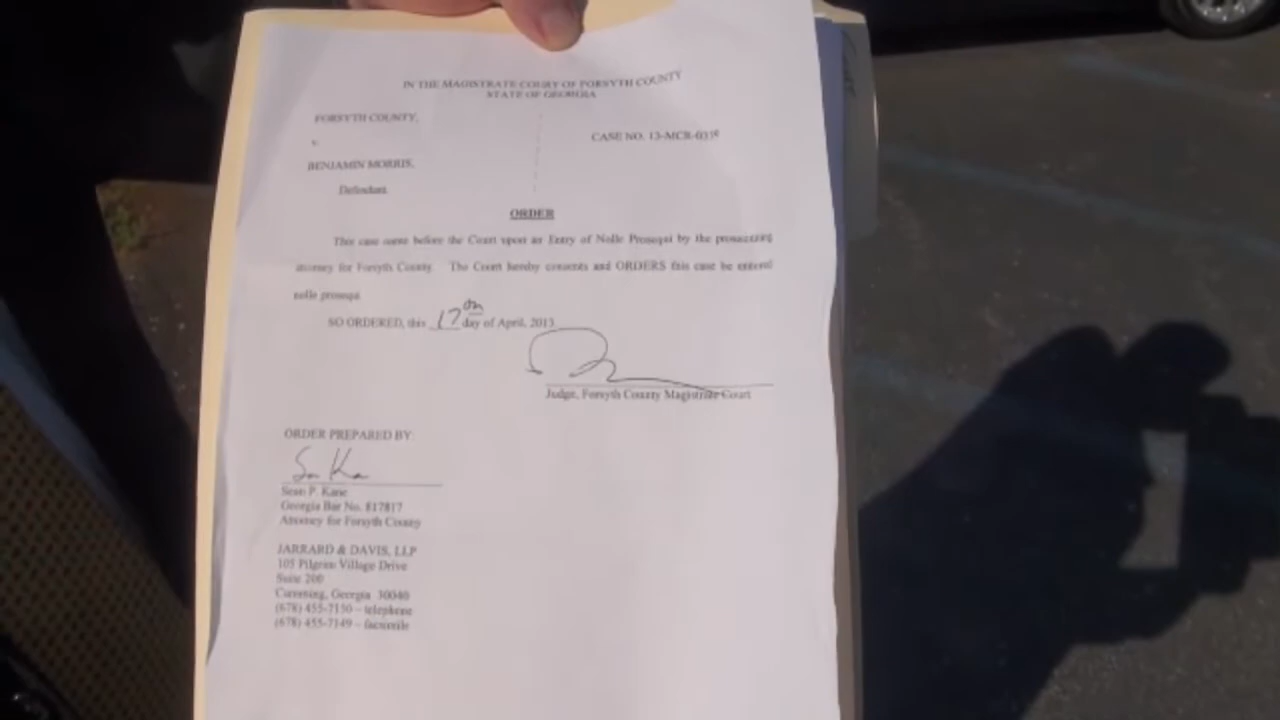 IN THE MAGISTRATE COURT OF FORSYTH COUNTY
STATE OF GEORGIA
FORSYTH COUNTY,
v.
CASE NO. 13-MCR-0319
BENJAMIN MORRIS,
Defendant.
ORDER
This case came before the Court upon an Entry of Nolle Prosequi by the prosecuting
attorney for Forsyth County. The Court hereby consents and ORDERS this case be entered
nolle prosequi.
SO ORDERED, this 17th day of April, 2013.
Judge, Forsyth County Magistrate Court
ORDER PREPARED BY:
Sean P. Kane
Georgia Bar No. 817817
Attorney for Forsyth County
JARRARD & DAVIS, LLP
105 Pilgrim Village Drive
Suite 200
Cumming, Georgia 30040
(678) 455-7150 – telephone
(678) 455-7149 – facsimile